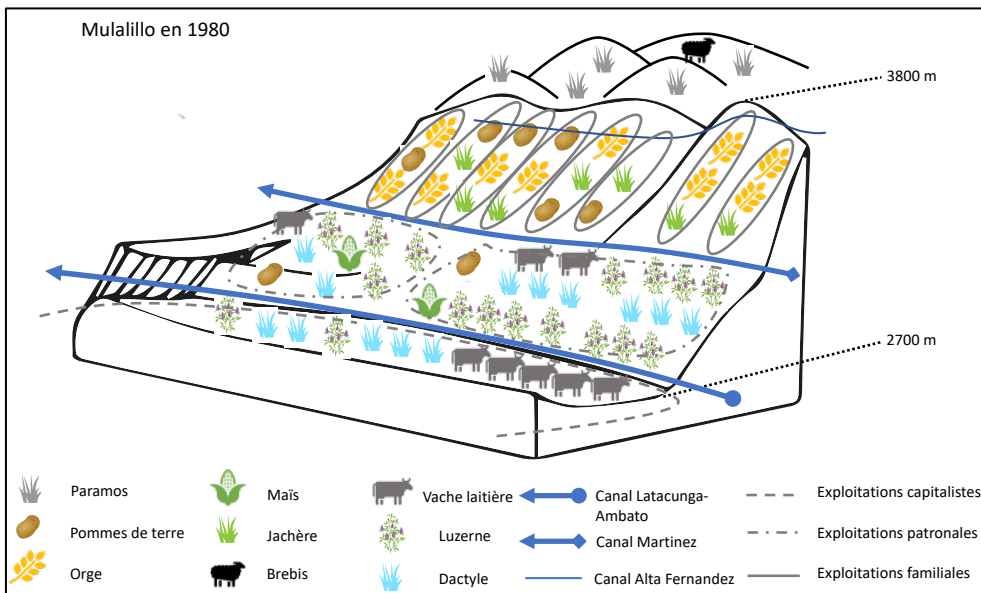 Mulalillo en 1980
3800 m
2700 m
Paramos
Maïs
Vache laitière
Canal Latacunga-
Ambato
Exploitations capitalistes
Pommes de terre
Jachère
Luzerne
Canal Martinez
Exploitations patronales
Orge
Brebis
Dactyle
Canal Alta Fernandez
Exploitations familiales